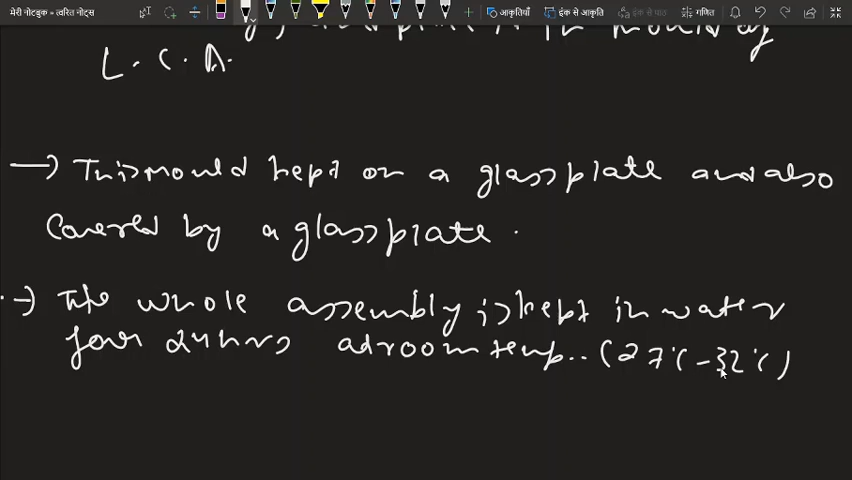 मेरी नोटबुक » त्वरित नोट्स
आकृतियाँ
इंक से आकृति
इंक से पाठ
गणित
L.C.A.
→ This mould kept on a glass plate and also
Covered by a glass plate.
→ The whole assembly is kept in water
four 24 hrs at room temp.. (27°C - 32°C)